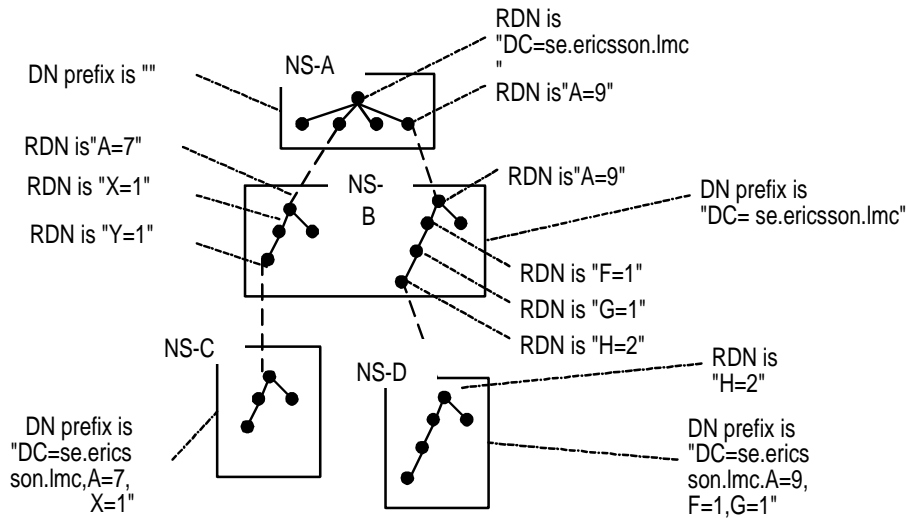 RDN is
"DC=se.ericsson.lmc
"
NS-A
DN prefix is ""
RDN is"A=9"
RDN is"A=7"
RDN is "X=1"
RDN is "Y=1"
NS-
B
RDN is"A=9"
DN prefix is
"DC= se.ericsson.lmc"
RDN is "F=1"
RDN is "G=1"
RDN is "H=2"
NS-C
NS-D
RDN is
"H=2"
DN prefix is
"DC=se.erics
son.lmc,A=7,
X=1"
DN prefix is
"DC=se.erics
son.lmc.A=9,
F=1,G=1"